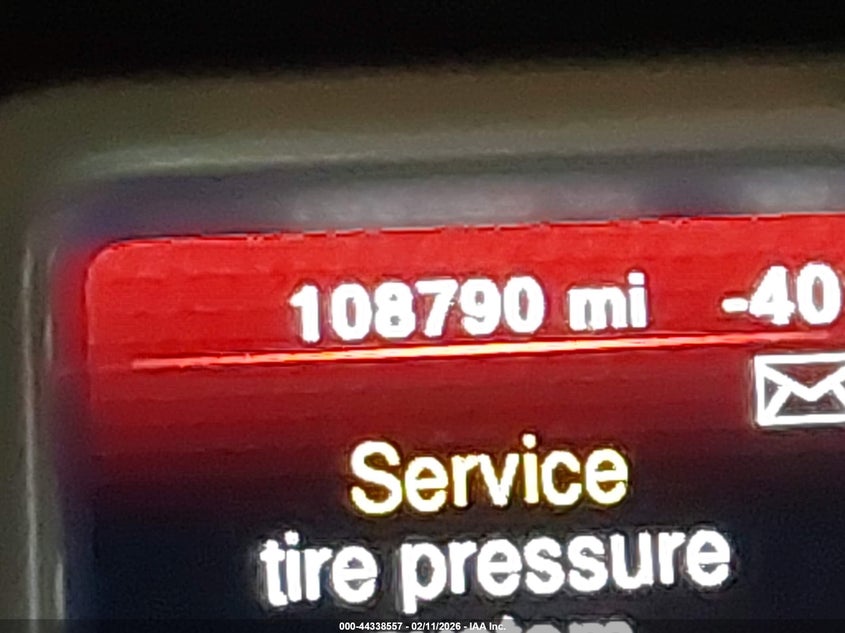 108790 mi -40
Service
tire pressure
000-44338557 - 02/11/2026 - IAA Inc.